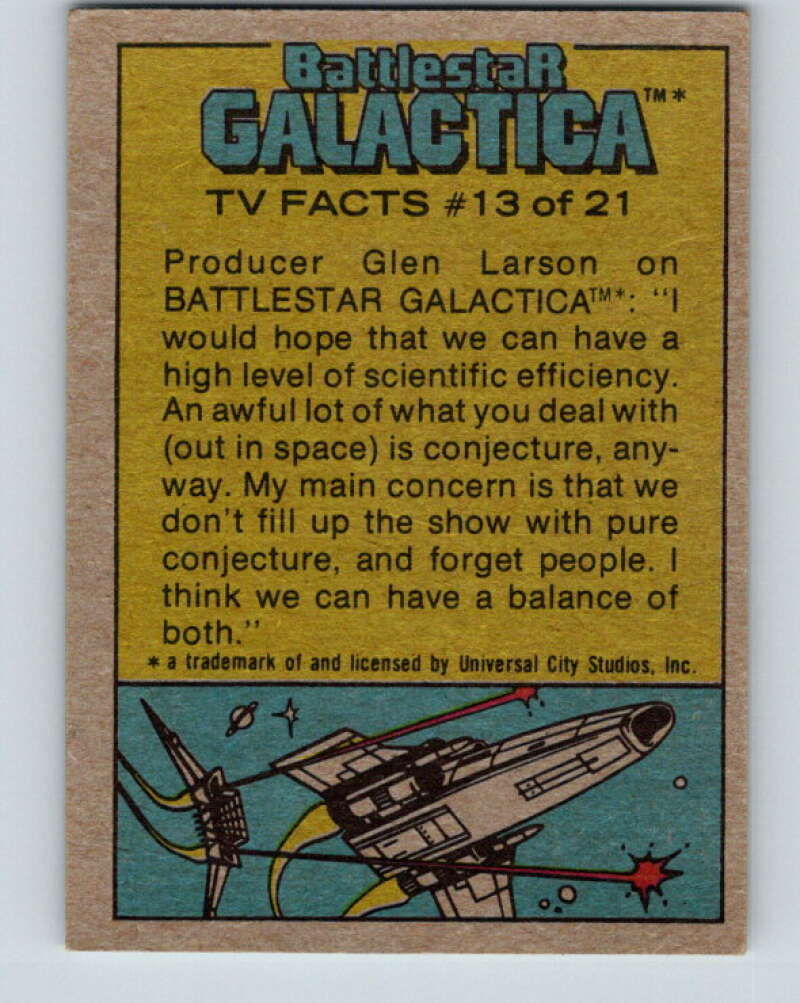 BattlestaR
GALACTICA™*
TV FACTS #13 of 21
Producer Glen Larson on
BATTLESTAR GALACTICA™*: “I
would hope that we can have a
high level of scientific efficiency.
An awful lot of what you deal with
(out in space) is conjecture, any-
way. My main concern is that we
don't fill up the show with pure
conjecture, and forget people. I
think we can have a balance of
both.”
* a trademark of and licensed by Universal City Studios, Inc.